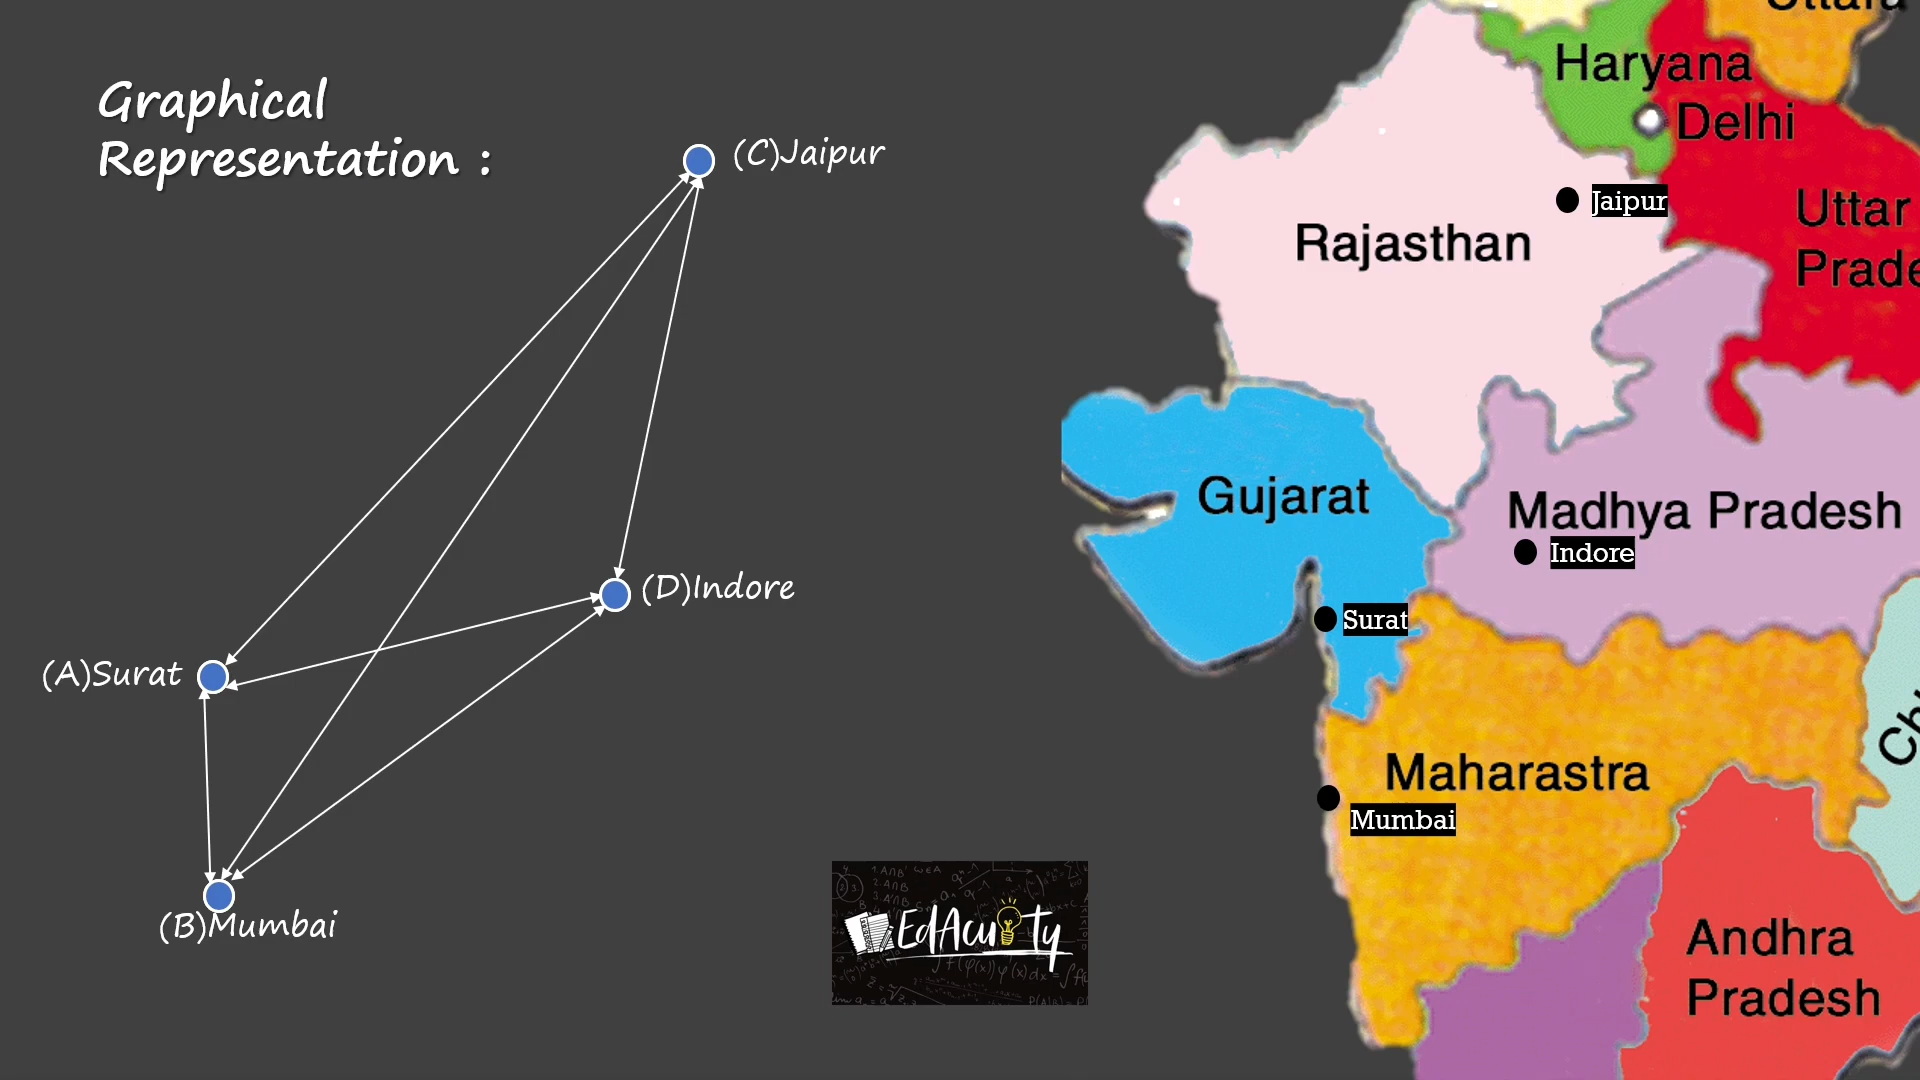 Graphical
Representation :
(C)Jaipur
(D)Indore
(A)Surat
(B)Mumbai
EdAcuity
Haryana
Delhi
Jaipur
Rajasthan
Uttar
Gujarat
Madhya Pradesh
Indore
Surat
Maharastra
Mumbai
Andhra
Pradesh